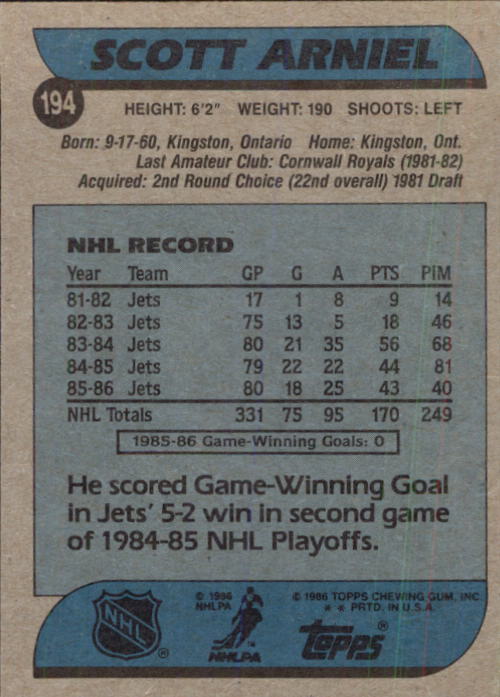 SCOTT ARNIEL
194
HEIGHT: 6'2" WEIGHT: 190 SHOOTS: LEFT
Born: 9-17-60, Kingston, Ontario Home: Kingston, Ont.
Last Amateur Club: Cornwall Royals (1981-82)
Acquired: 2nd Round Choice (22nd overall) 1981 Draft
NHL RECORD
Year Team GP G A PTS PIM
81-82 Jets 17 1 8 9 14
82-83 Jets 75 13 5 18 46
83-84 Jets 80 21 35 56 68
84-85 Jets 79 22 22 44 81
85-86 Jets 80 18 25 43 40
NHL Totals 331 75 95 170 249
1985-86 Game-Winning Goals: 0
He scored Game-Winning Goal
in Jets' 5-2 win in second game
of 1984-85 NHL Playoffs.
NHL ®
© 1986
NHLPA
NHLPA ™
© 1986 TOPPS CHEWING GUM, INC.
* * PRTD. IN U.S.A.
Topps ®